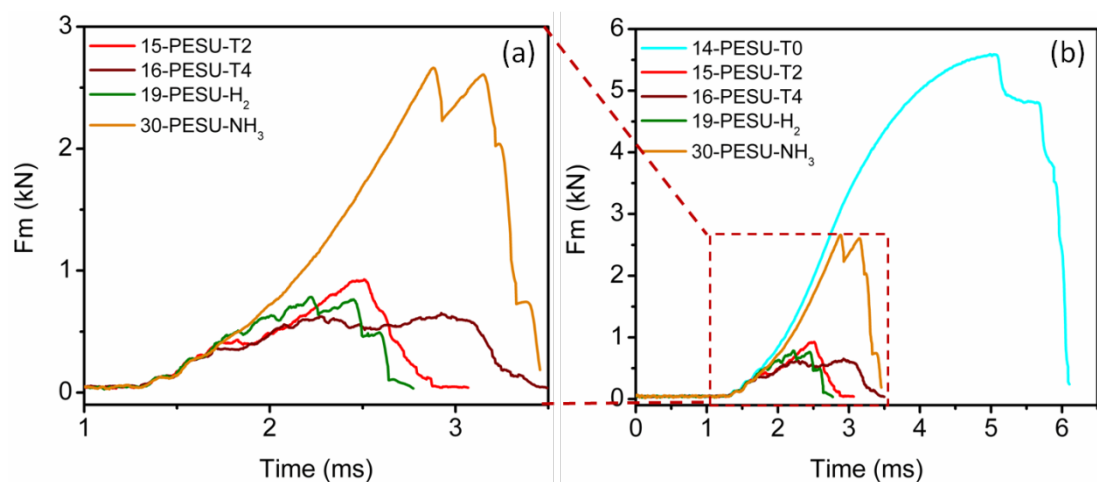 3
2
1
0
Fm (kN)
15-PESU-T2
16-PESU-T4
19-PESU-H₂
30-PESU-NH₃
(a)
1
2
3
Time (ms)
6
5
4
3
2
1
0
Fm (kN)
14-PESU-T0
15-PESU-T2
16-PESU-T4
19-PESU-H₂
30-PESU-NH₃
(b)
0
1
2
3
4
5
6
Time (ms)